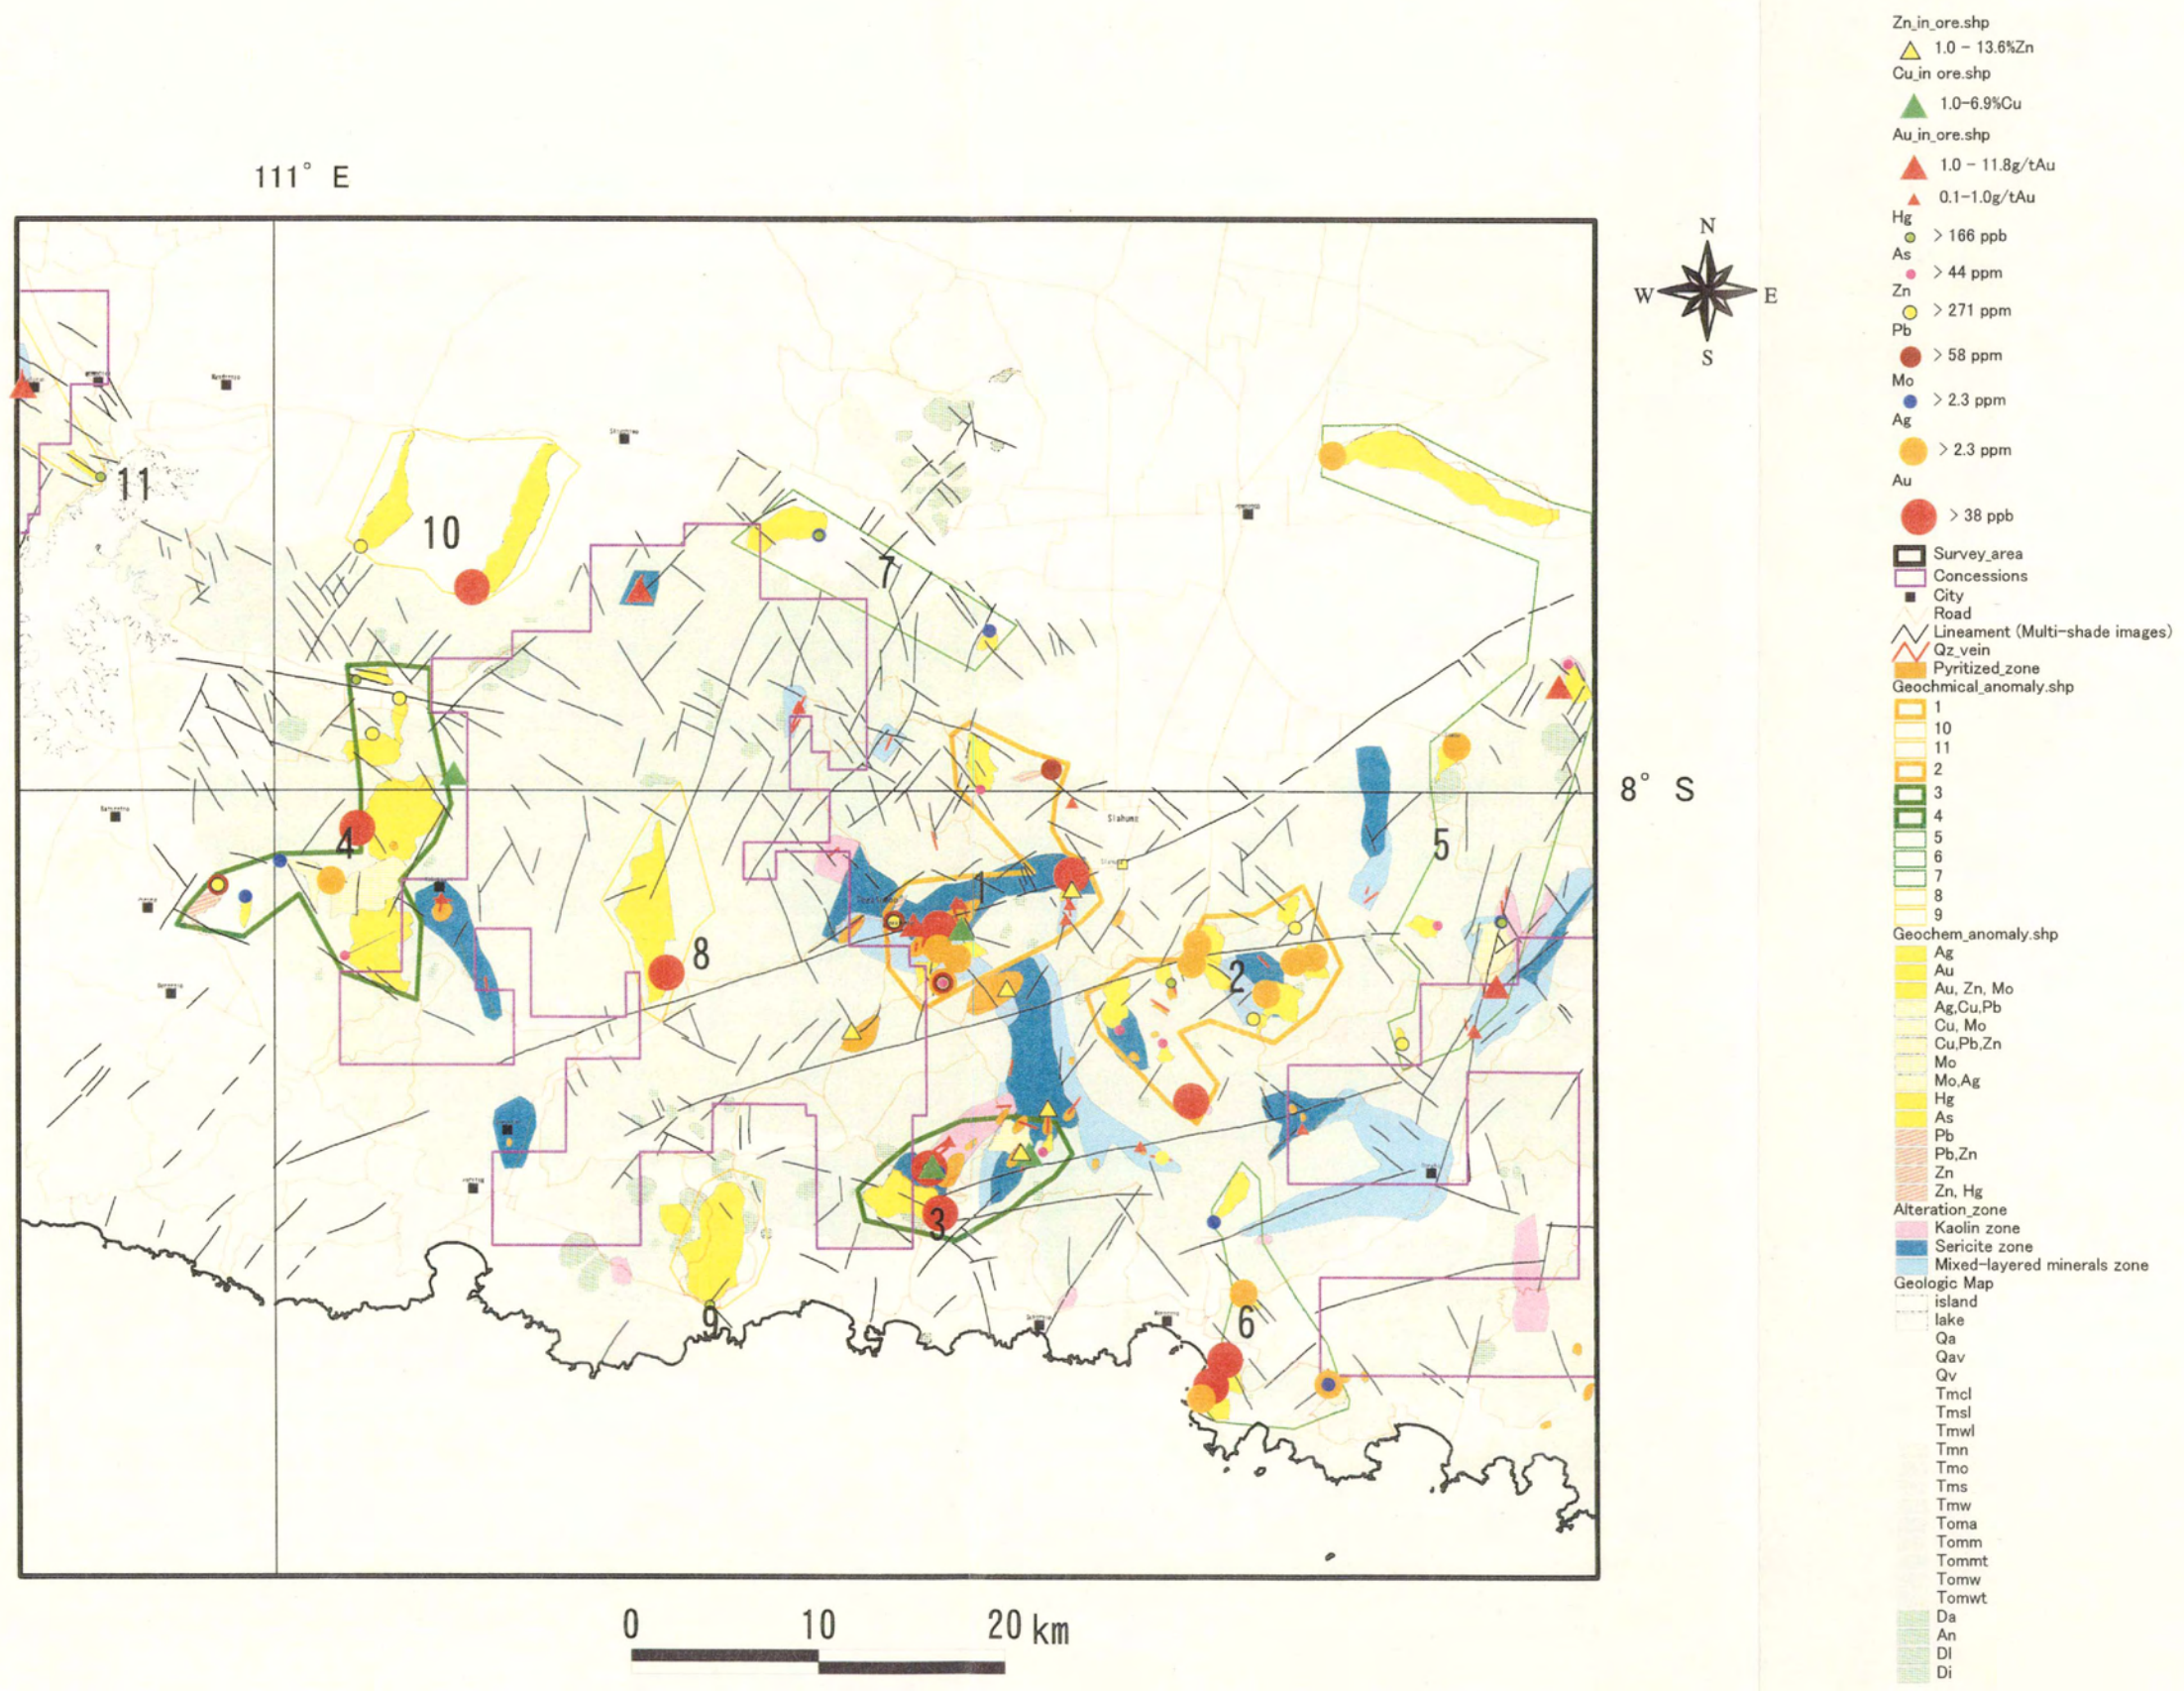 111° E
N
W
E
S
8° S
11
10
7
4
5
Slahung
1
8
2
3
9
6
0 10 20 km
Zn_in_ore.shp
1.0 - 13.6%Zn
Cu_in ore.shp
1.0-6.9%Cu
Au_in_ore.shp
1.0 - 11.8g/tAu
0.1-1.0g/tAu
Hg
> 166 ppb
As
> 44 ppm
Zn
> 271 ppm
Pb
> 58 ppm
Mo
> 2.3 ppm
Ag
> 2.3 ppm
Au
> 38 ppb
Survey_area
Concessions
City
Road
Lineament (Multi-shade images)
Qz_vein
Pyritized_zone
Geochmical_anomaly.shp
1
10
11
2
3
4
5
6
7
8
9
Geochem_anomaly.shp
Ag
Au
Au, Zn, Mo
Ag,Cu,Pb
Cu, Mo
Cu,Pb,Zn
Mo
Mo,Ag
Hg
As
Pb
Pb,Zn
Zn
Zn, Hg
Alteration_zone
Kaolin zone
Sericite zone
Mixed-layered minerals zone
Geologic Map
island
lake
Qa
Qav
Qv
Tmcl
Tmsl
Tmwl
Tmn
Tmo
Tms
Tmw
Toma
Tomm
Tommt
Tomw
Tomwt
Da
An
DI
Di